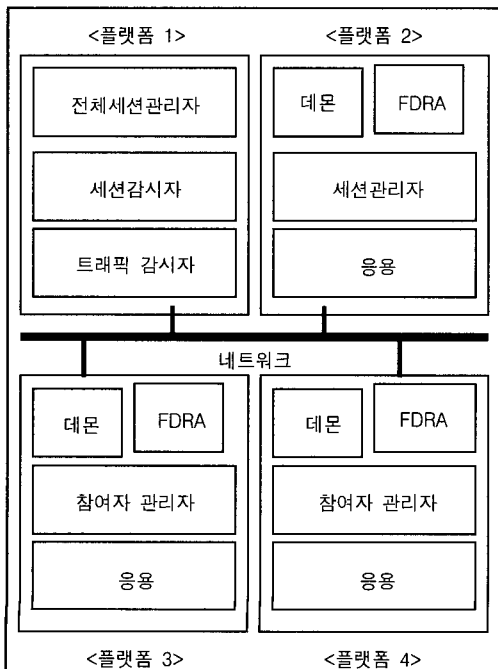 <플랫폼 1>
<플랫폼 2>
전체세션관리자
세션감시자
트래픽 감시자
데몬
FDRA
세션관리자
응용
네트워크
데몬
FDRA
참여자 관리자
응용
데몬
FDRA
참여자 관리자
응용
<플랫폼 3>
<플랫폼 4>